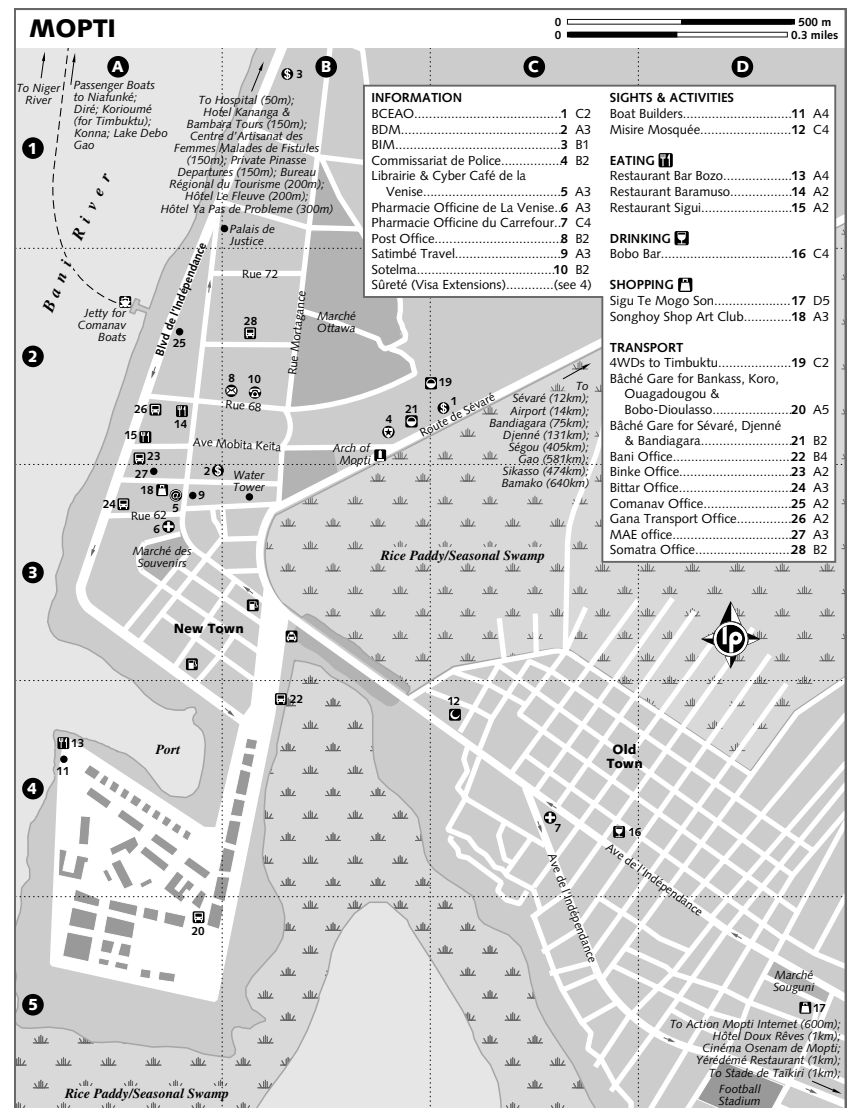 MOPTI
0 500 m
0 0.3 miles
A
B
C
D
1
2
3
4
5
To Niger
River
Passenger Boats
to Niafunké;
Diré; Korioumé
(for Timbuktu);
Konna; Lake Debo
Gao
3
To Hospital (50m);
Hotel Kananga &
Bambara Tours (150m);
Centre d'Artisanat des
Femmes Malades de Fistules
(150m); Private Pinasse
Departures (150m); Bureau
Régional du Tourisme (200m);
Hôtel Le Fleuve (200m);
Hôtel Ya Pas de Probleme (300m)
INFORMATION
BCEAO 1 C2
BDM 2 A3
BIM 3 B1
Commissariat de Police 4 B2
Librairie & Cyber Café de la
Venise 5 A3
Pharmacie Officine de La Venise..6 A3
Pharmacie Officine du Carrefour..7 C4
Post Office 8 B2
Satimbé Travel 9 A3
Sotelma 10 B2
Sûreté (Visa Extensions) (see 4)
SIGHTS & ACTIVITIES
Boat Builders 11 A4
Misire Mosquée 12 C4
EATING
Restaurant Bar Bozo 13 A4
Restaurant Baramuso 14 A2
Restaurant Sigui 15 A2
DRINKING
Bobo Bar 16 C4
SHOPPING
Sigu Te Mogo Son 17 D5
Songhoy Shop Art Club 18 A3
TRANSPORT
4WDs to Timbuktu 19 C2
Bâché Gare for Bankass, Koro,
Ouagadougou &
Bobo-Dioulasso 20 A5
Bâché Gare for Sévaré, Djenné
& Bandiagara 21 B2
Bani Office 22 B4
Binke Office 23 A2
Bittar Office 24 A3
Comanav Office 25 A2
Gana Transport Office 26 A2
MAE office 27 A3
Somatra Office 28 B2
Bani River
Palais de
Justice
Blvd de l'Indépendance
Rue 72
Rue Mortagance
Marché
Ottawa
Jetty for
Comanav
Boats
25
28
8
10
Rue 68
26
14
15
Ave Mobita Keita
19
1
21
4
Route de Sévaré
Arch of
Mopti
To
Sévaré (12km);
Airport (14km);
Bandiagara (75km);
Djenné (131km);
Ségou (405km);
Gao (581km);
Sikasso (474km);
Bamako (640km)
23
27
2
Water
Tower
18
5
9
24
Rue 62
6
Marché des
Souvenirs
Rice Paddy/Seasonal Swamp
New Town
lp
22
12
Old
Town
13
11
Port
7
16
Ave de l'Indépendance
Ave de l'Indépendance
20
Marché
Souguni
17
To Action Mopti Internet (600m);
Hôtel Doux Rêves (1km);
Cinéma Osenam de Mopti;
Yérédémé Restaurant (1km);
To Stade de Taïkiri (1km);
Football
Stadium
Rice Paddy/Seasonal Swamp